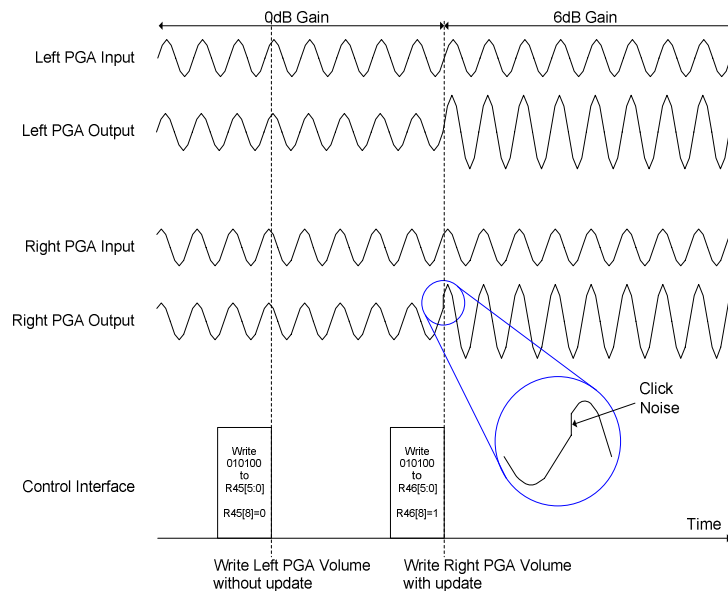 0dB Gain
6dB Gain
Left PGA Input
Left PGA Output
Right PGA Input
Right PGA Output
Click
Noise
Write
010100
to
R45[5:0]
R45[8]=0
Write
010100
to
R46[5:0]
R46[8]=1
Control Interface
Time
Write Left PGA Volume
without update
Write Right PGA Volume
with update